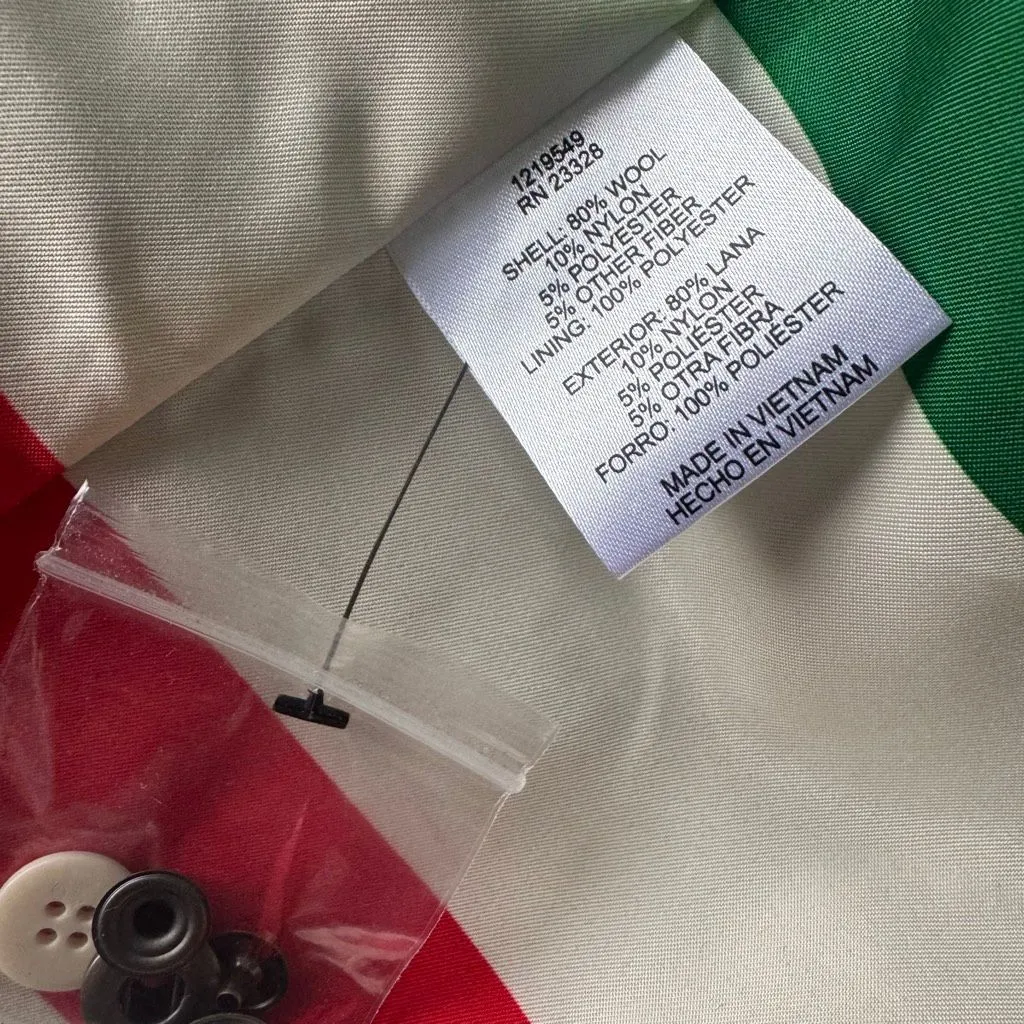 1219549
RN 23328
SHELL: 80% WOOL
10% NYLON
5% POLYESTER
5% OTHER FIBER
LINING: 100% POLYESTER
EXTERIOR: 80% LANA
10% NYLON
5% POLIÉSTER
5% OTRA FIBRA
FORRO: 100% POLIÉSTER
MADE IN VIETNAM
HECHO EN VIETNAM